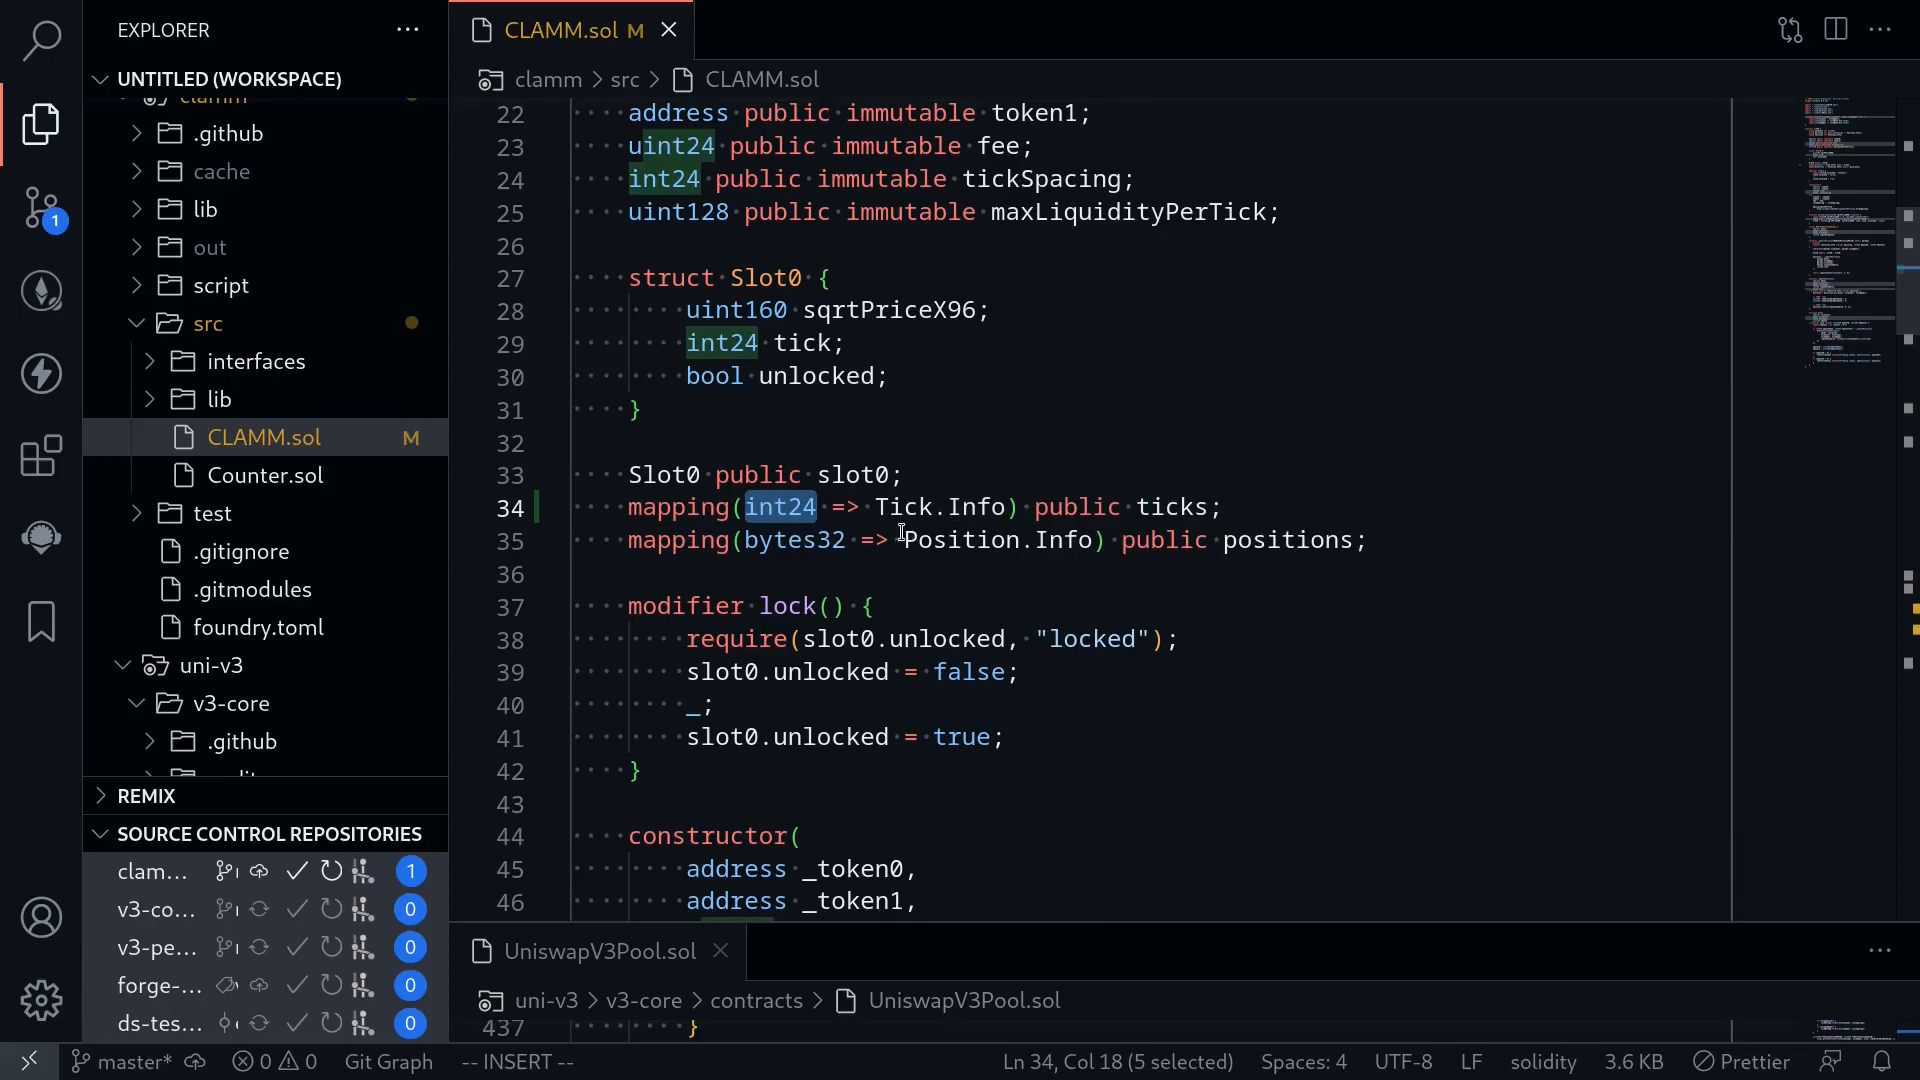 EXPLORER
UNTITLED (WORKSPACE)
clamm
.github
cache
lib
out
script
src
interfaces
lib
CLAMM.sol M
Counter.sol
test
.gitignore
.gitmodules
foundry.toml
uni-v3
v3-core
.github
REMIX
SOURCE CONTROL REPOSITORIES
clam... 1
v3-co... 0
v3-pe... 0
forge-... 0
ds-tes... 0
1
CLAMM.sol M
clamm > src > CLAMM.sol
22 address public immutable token1;
23 uint24 public immutable fee;
24 int24 public immutable tickSpacing;
25 uint128 public immutable maxLiquidityPerTick;
26
27 struct Slot0 {
28 uint160 sqrtPriceX96;
29 int24 tick;
30 bool unlocked;
31 }
32
33 Slot0 public slot0;
34 mapping(int24 => Tick.Info) public ticks;
35 mapping(bytes32 => Position.Info) public positions;
36
37 modifier lock() {
38 require(slot0.unlocked, "locked");
39 slot0.unlocked = false;
40 _;
41 slot0.unlocked = true;
42 }
43
44 constructor(
45 address _token0,
46 address _token1,
UniswapV3Pool.sol
uni-v3 > v3-core > contracts > UniswapV3Pool.sol
437 }
master* 0 0 Git Graph -- INSERT -- Ln 34, Col 18 (5 selected) Spaces: 4 UTF-8 LF solidity 3.6 KB Prettier